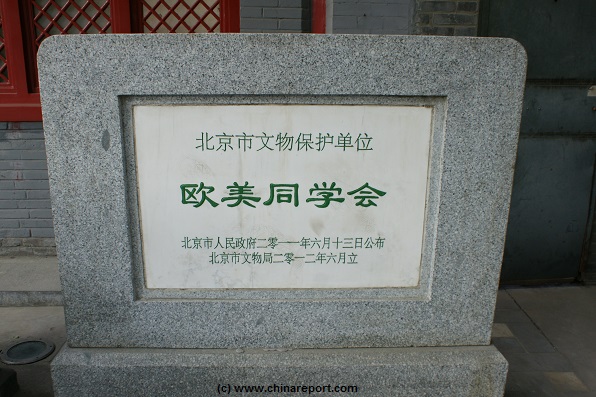 北京市文物保护单位
欧美同学会
北京市人民政府二零一一年六月十三日公布
北京市文物局二零一二年六月立
(c) www.chinareport.com